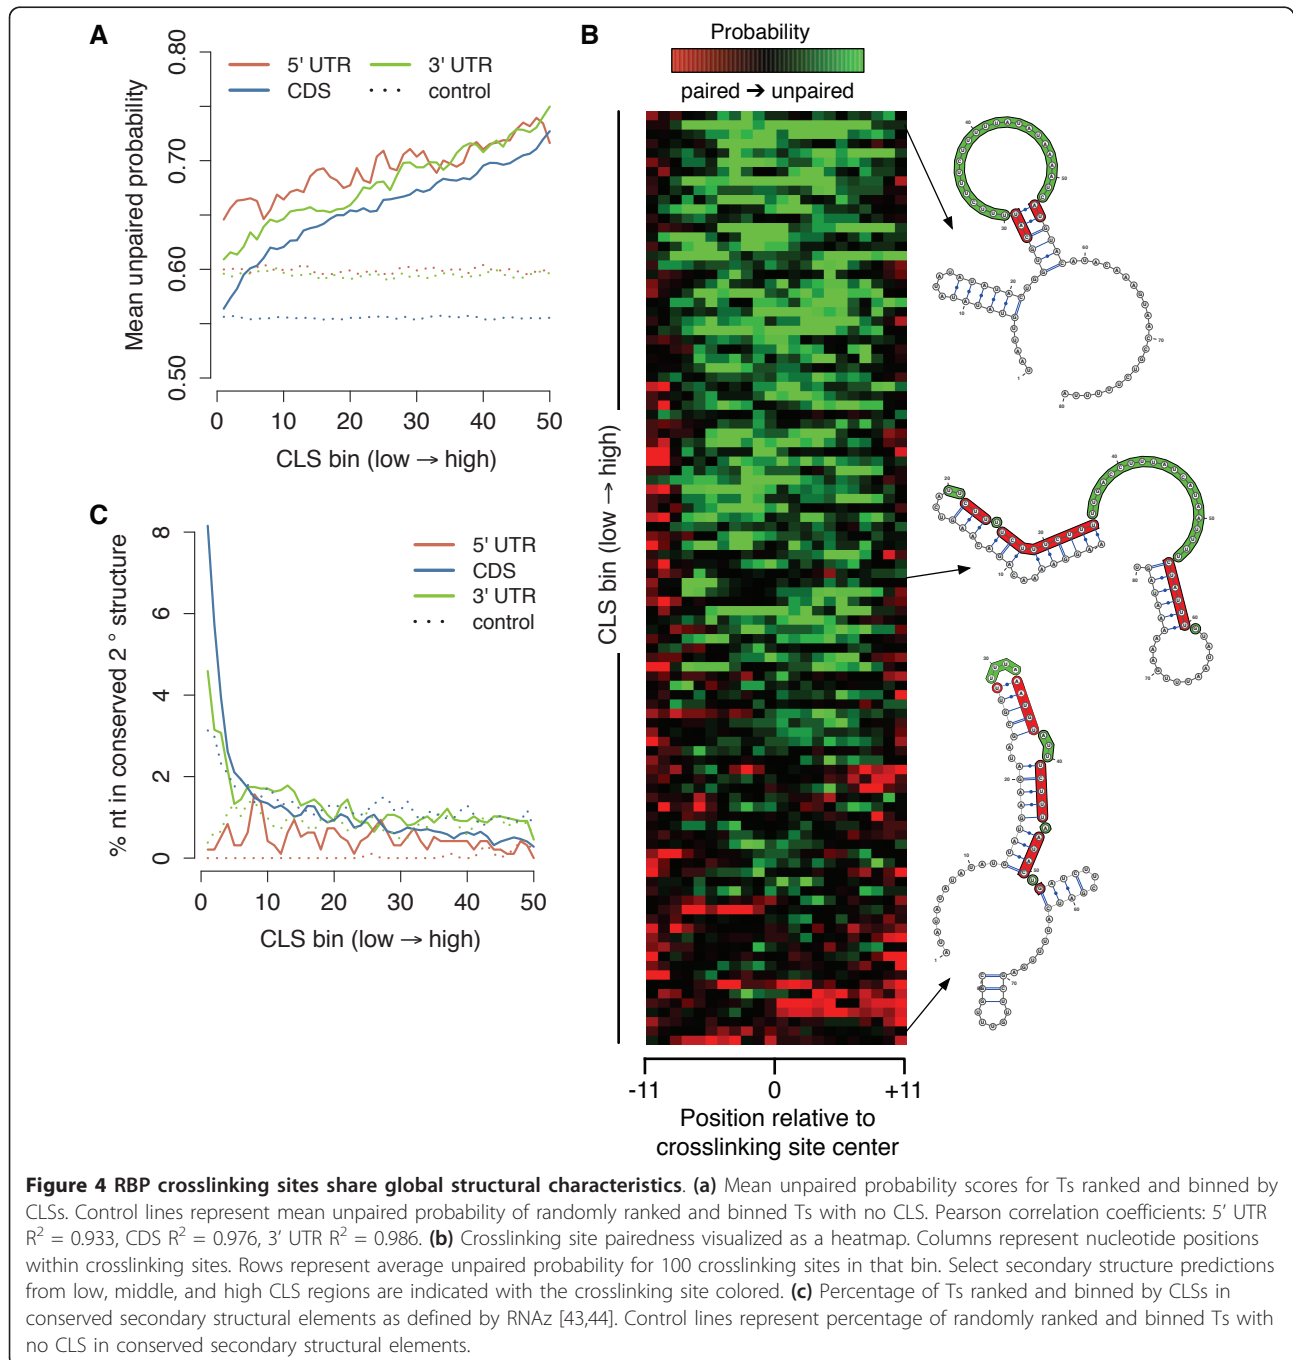 A
0.80
0.70
0.60
0.50
Mean unpaired probability
5' UTR
3' UTR
CDS
control
0 10 20 30 40 50
CLS bin (low → high)
B
Probability
paired → unpaired
CLS bin (low → high)
-11 0 +11
Position relative to
crosslinking site center
C
8
6
4
2
0
% nt in conserved 2° structure
5' UTR
CDS
3' UTR
control
0 10 20 30 40 50
CLS bin (low → high)
Figure 4 RBP crosslinking sites share global structural characteristics. (a) Mean unpaired probability scores for Ts ranked and binned by
CLSs. Control lines represent mean unpaired probability of randomly ranked and binned Ts with no CLS. Pearson correlation coefficients: 5' UTR
R² = 0.933, CDS R² = 0.976, 3' UTR R² = 0.986. (b) Crosslinking site pairedness visualized as a heatmap. Columns represent nucleotide positions
within crosslinking sites. Rows represent average unpaired probability for 100 crosslinking sites in that bin. Select secondary structure predictions
from low, middle, and high CLS regions are indicated with the crosslinking site colored. (c) Percentage of Ts ranked and binned by CLSs in
conserved secondary structural elements as defined by RNAz [43,44]. Control lines represent percentage of randomly ranked and binned Ts with
no CLS in conserved secondary structural elements.